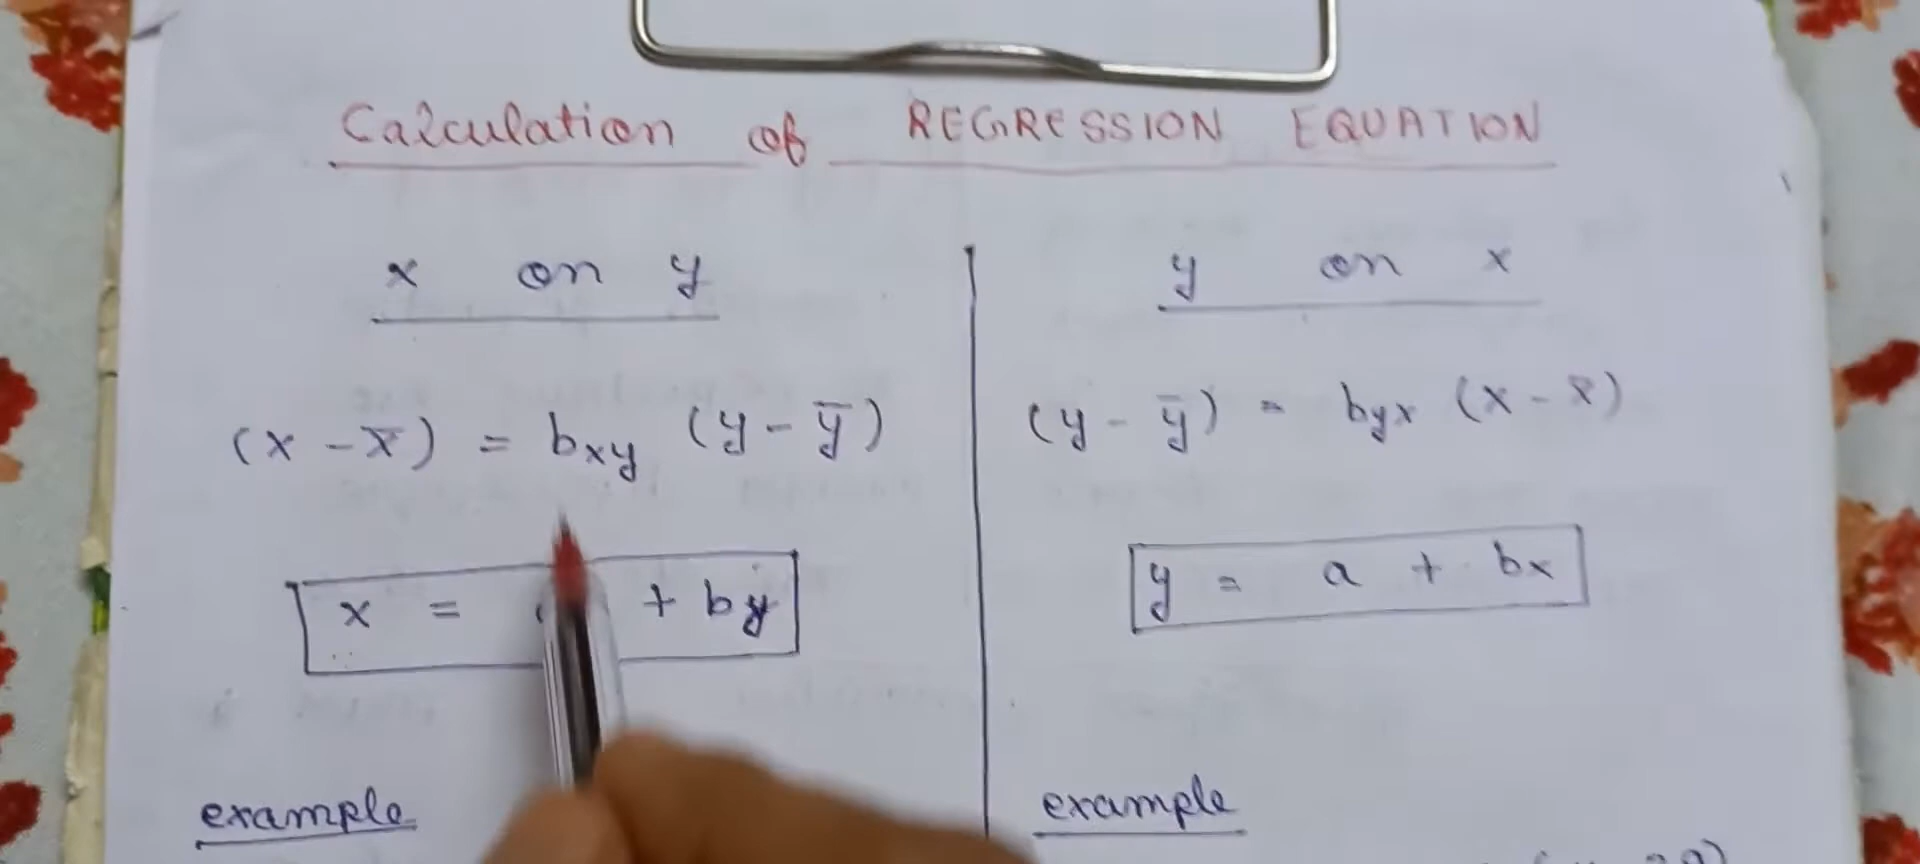 Calculation of REGRESSION EQUATION
x on y
(x - x̄) = bxy (y - ȳ)
x = + by
example
y on x
(y - ȳ) = byx (x - x̄)
y = a + bx
example